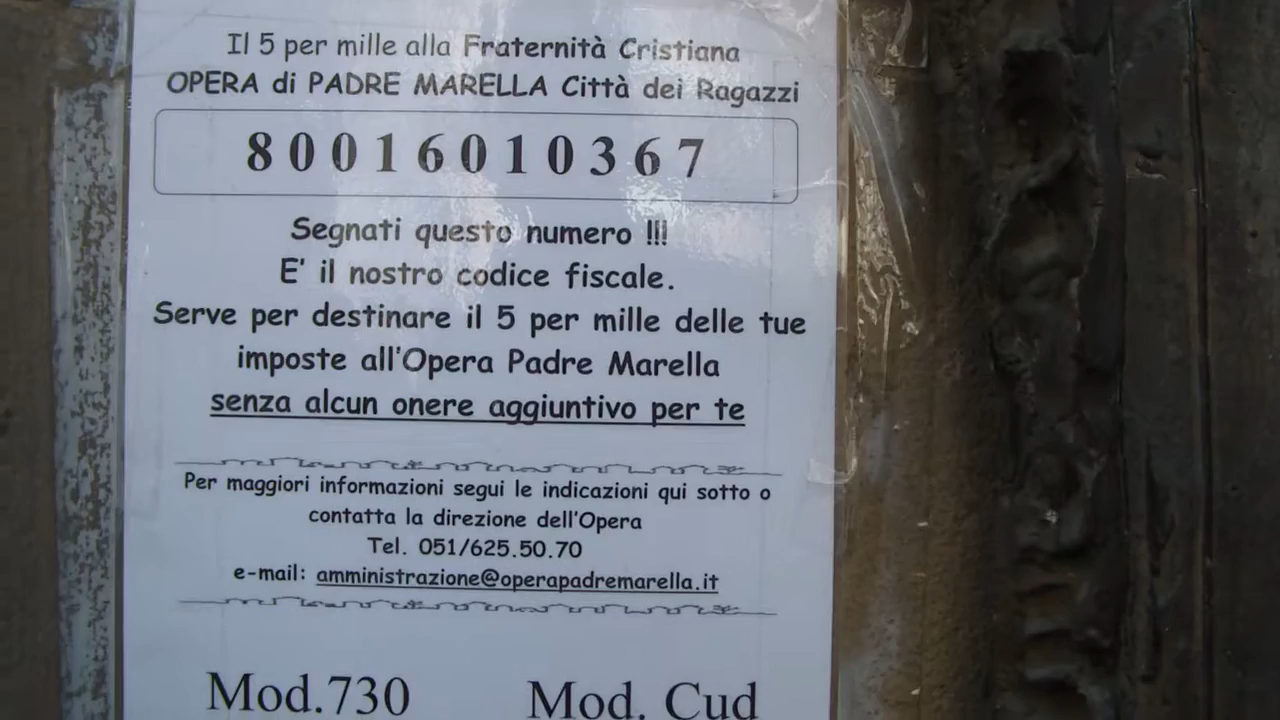 Il 5 per mille alla Fraternità Cristiana
OPERA di PADRE MARELLA Città dei Ragazzi
80016010367
Segnati questo numero !!!
E' il nostro codice fiscale.
Serve per destinare il 5 per mille delle tue
imposte all'Opera Padre Marella
senza alcun onere aggiuntivo per te
Per maggiori informazioni segui le indicazioni qui sotto o
contatta la direzione dell'Opera
Tel. 051/625.50.70
e-mail: amministrazione@operapadremarella.it
Mod.730 Mod. Cud